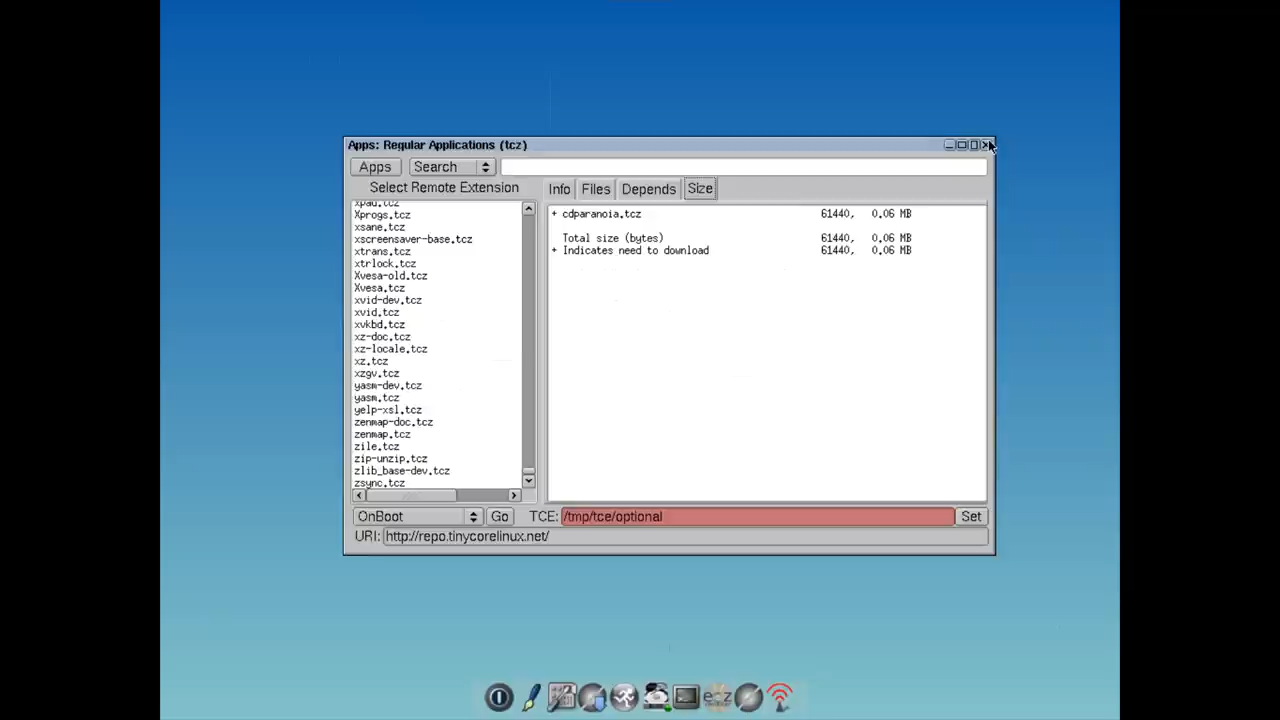 Apps: Regular Applications (tcz)
Apps
Search
Select Remote Extension
Info Files Depends Size
xpad.tcz
Xprogs.tcz
xsane.tcz
xscreensaver-base.tcz
xtrans.tcz
xtrlock.tcz
Xvesa-old.tcz
Xvesa.tcz
xvid-dev.tcz
xvid.tcz
xvkbd.tcz
xz-doc.tcz
xz-locale.tcz
xz.tcz
xzgv.tcz
yasm-dev.tcz
yasm.tcz
yelp-xsl.tcz
zenmap-doc.tcz
zenmap.tcz
zile.tcz
zip-unzip.tcz
zlib_base-dev.tcz
zsync.tcz
+ cdparanoia.tcz 61440, 0.06 MB
Total size (bytes) 61440, 0.06 MB
+ Indicates need to download 61440, 0.06 MB
OnBoot
Go
TCE: /tmp/tce/optional
Set
URI: http://repo.tinycorelinux.net/